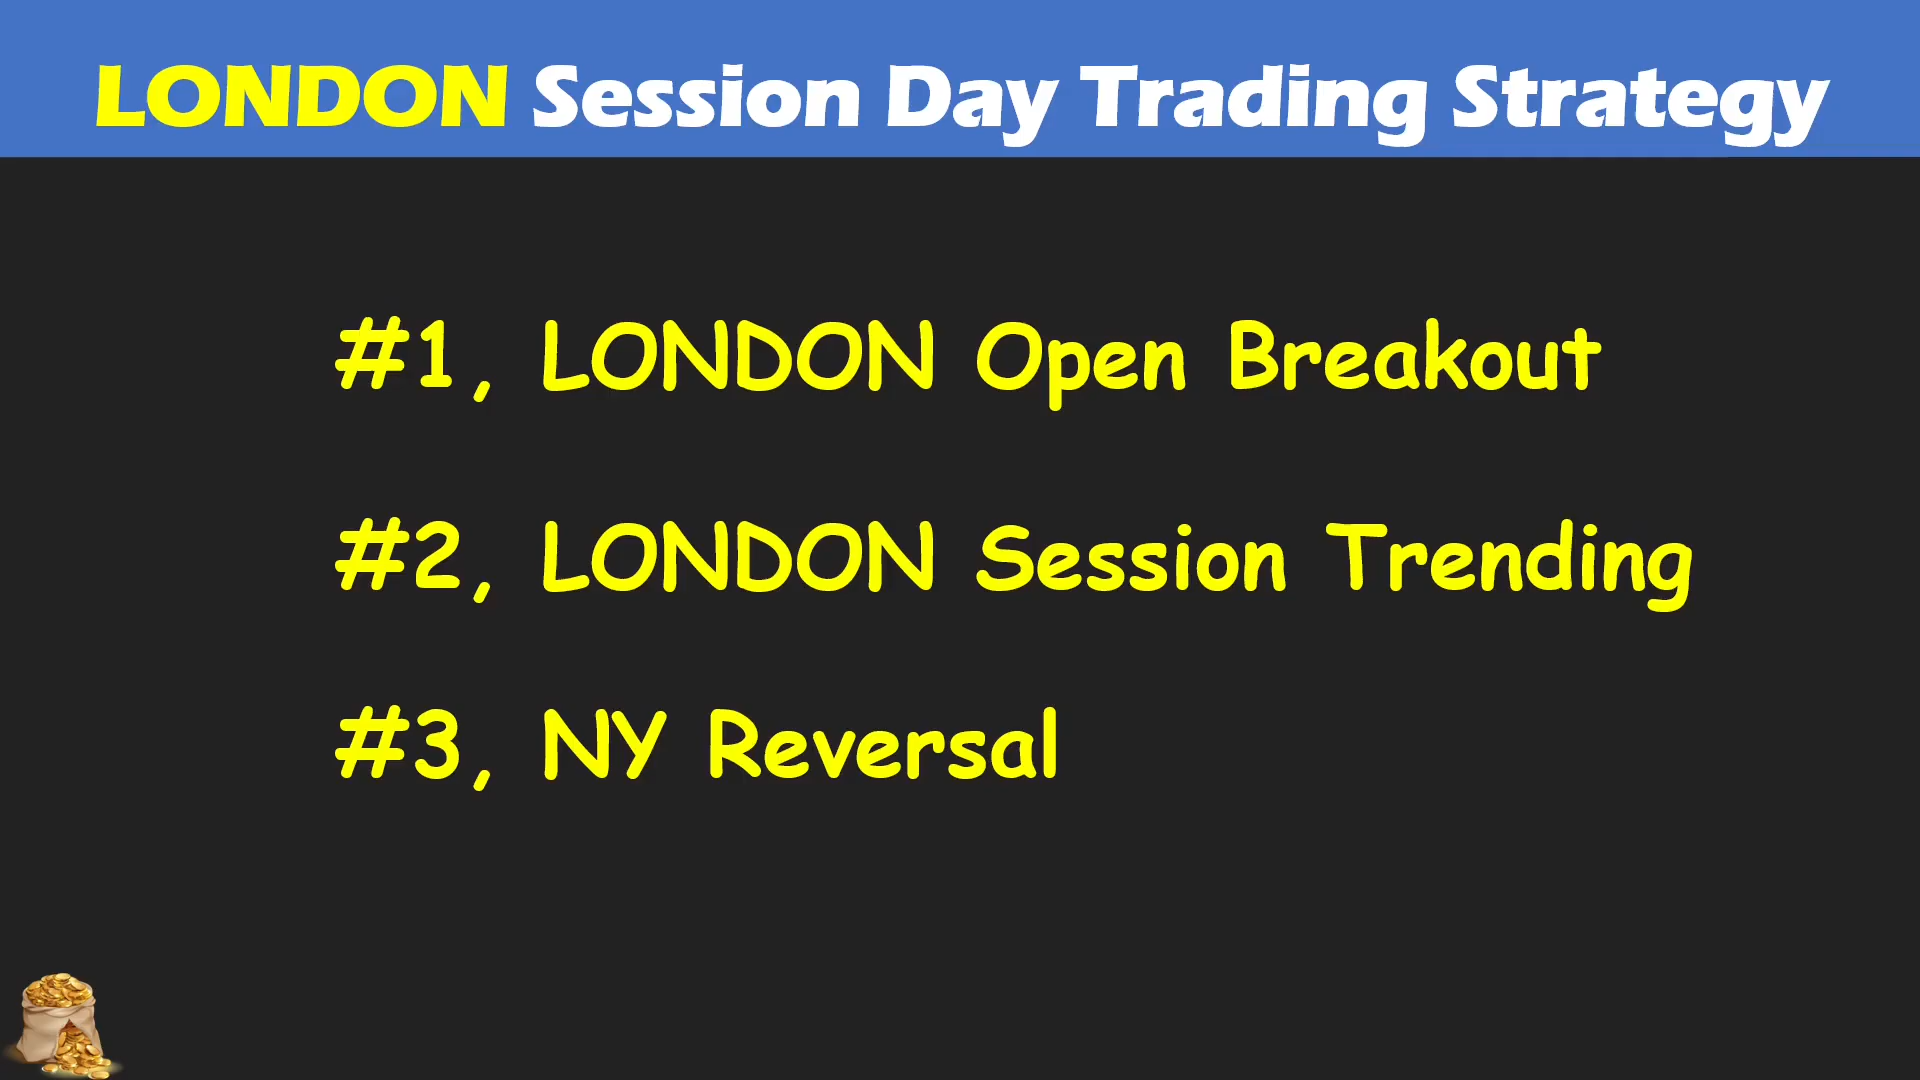 LONDON Session Day Trading Strategy
#1, LONDON Open Breakout
#2, LONDON Session Trending
#3, NY Reversal